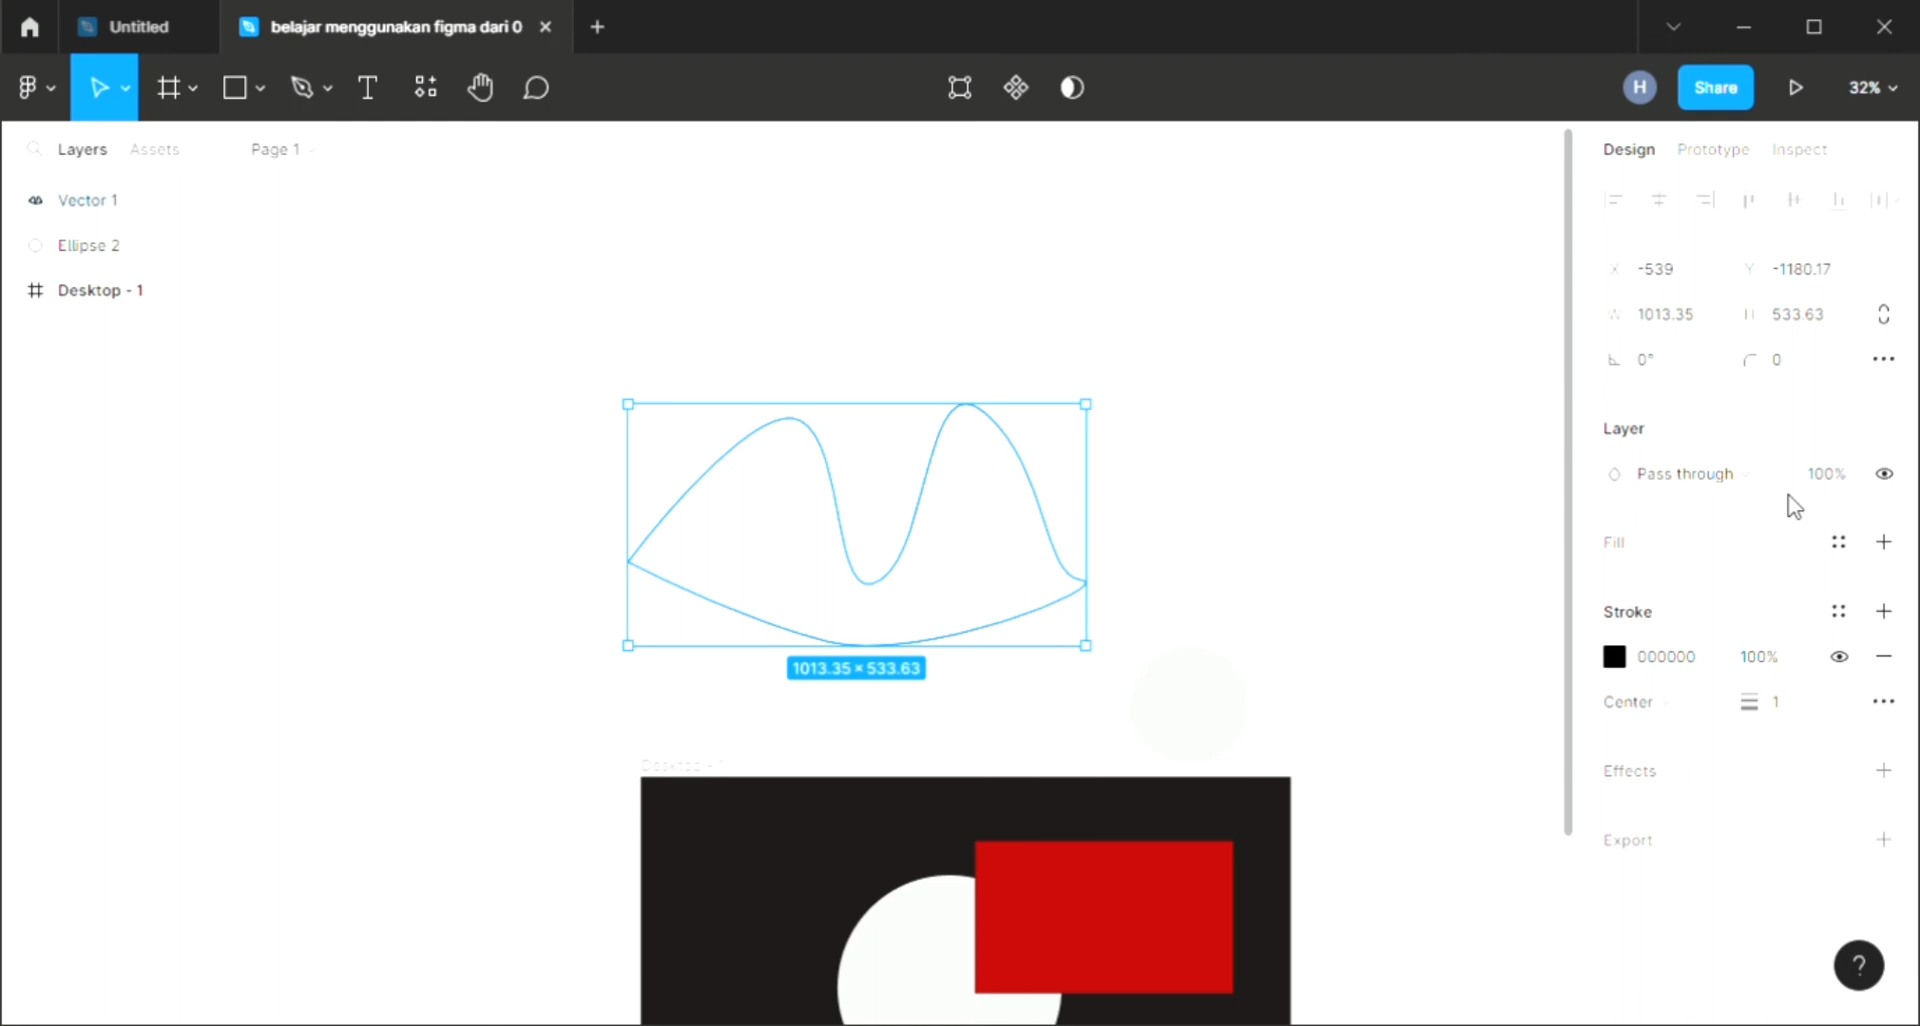 Untitled
belajar menggunakan figma dari 0
H
Share
32%
Layers
Assets
Page 1
Design
Prototype
Inspect
Vector 1
Ellipse 2
Desktop - 1
X -539
Y -1180.17
W 1013.35
H 533.63
0°
0
Layer
Pass through
100%
Fill
Stroke
000000
100%
Center
1
Effects
Export
1013.35 × 533.63
Desktop - 1
?